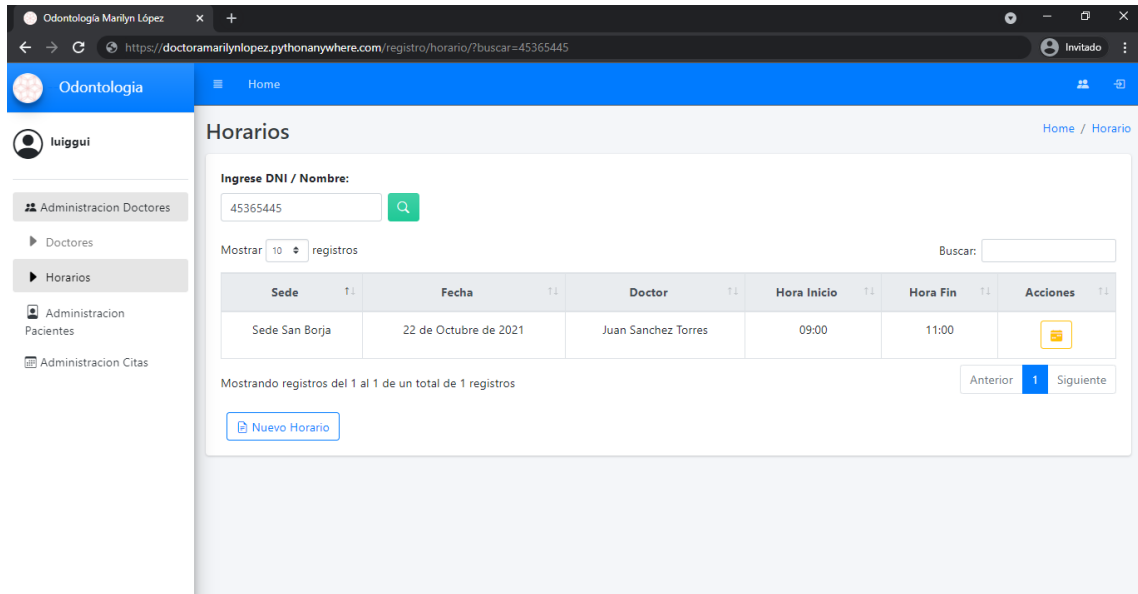 Odontología Marilyn López
https://doctoramarilynlopez.pythonanywhere.com/registro/horario/?buscar=45365445
Invitado
Odontologia
Home
luiggui
Horarios
Home / Horario
Administracion Doctores
Doctores
Horarios
Administracion
Pacientes
Administracion Citas
Ingrese DNI / Nombre:
45365445
Mostrar 10 registros
Buscar:
Sede Fecha Doctor Hora Inicio Hora Fin Acciones
Sede San Borja 22 de Octubre de 2021 Juan Sanchez Torres 09:00 11:00
Mostrando registros del 1 al 1 de un total de 1 registros
Anterior 1 Siguiente
Nuevo Horario